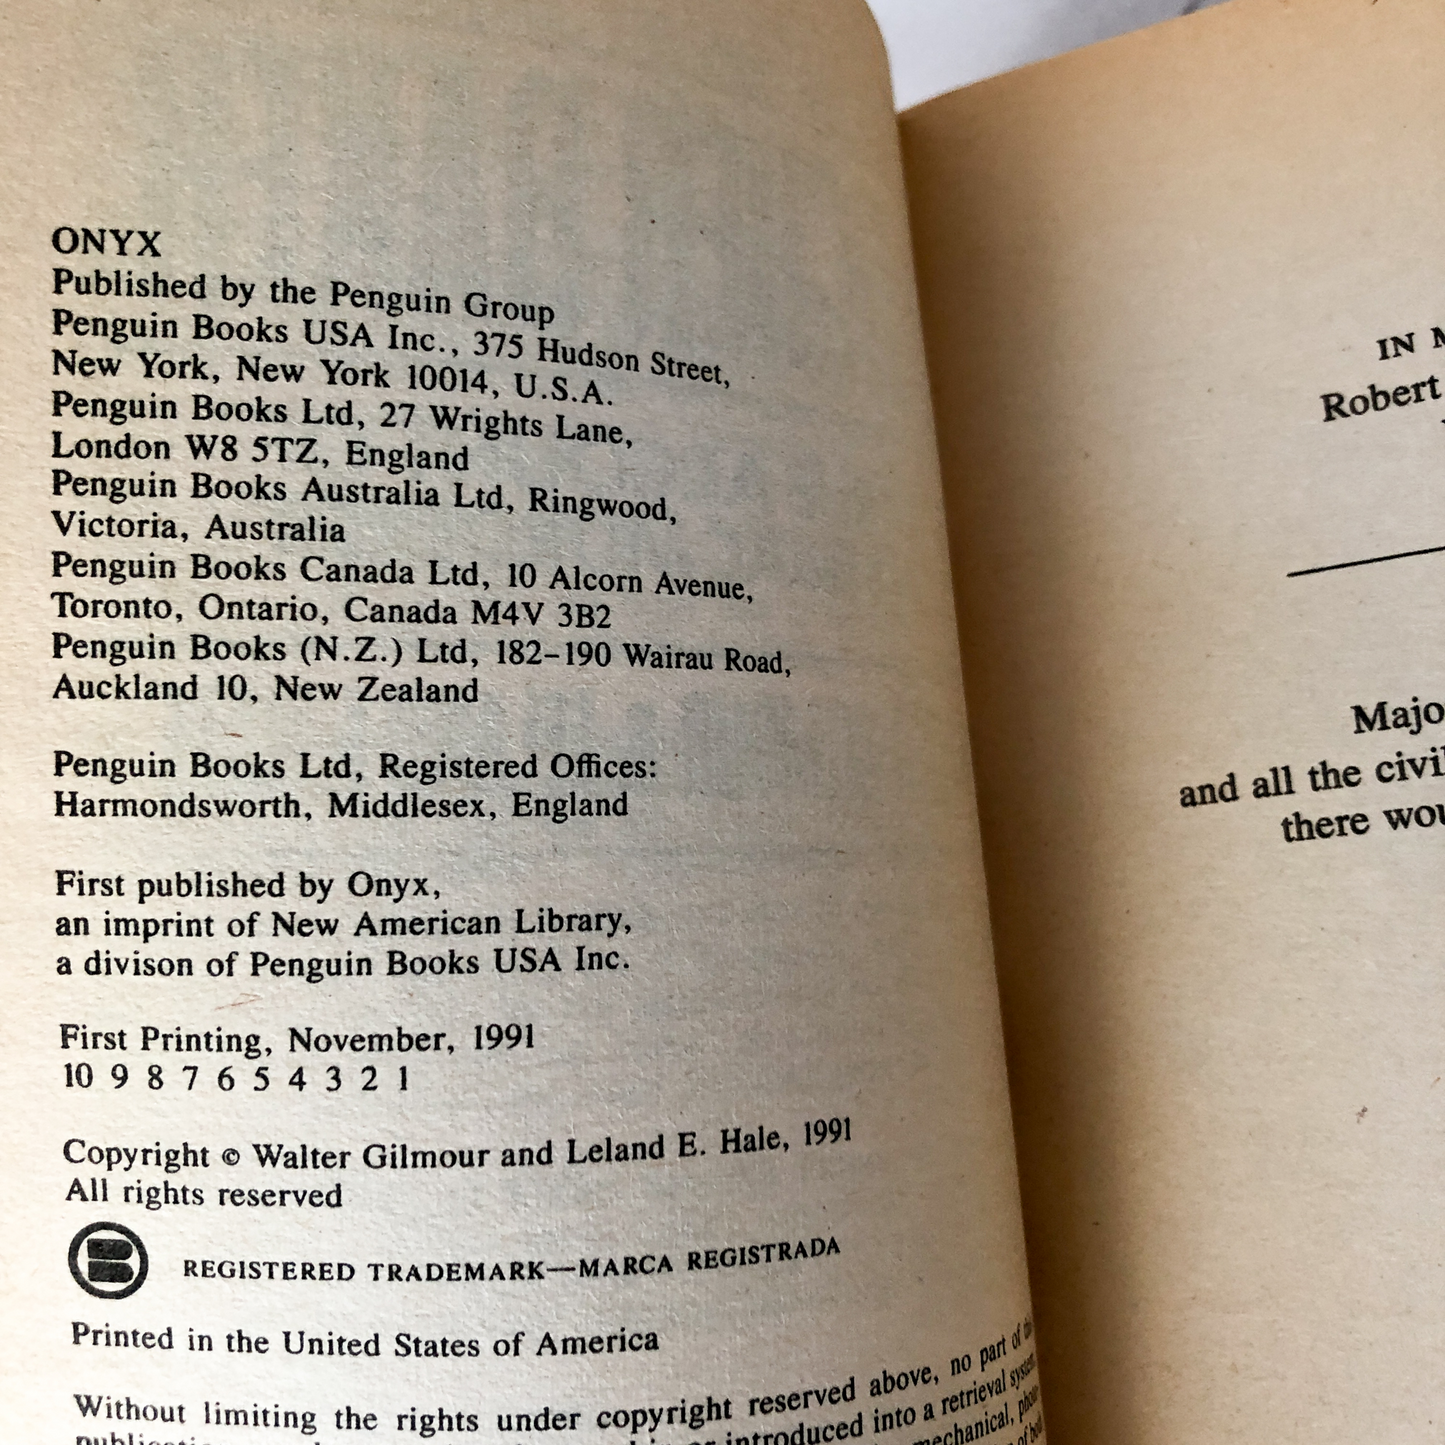 ONYX
Published by the Penguin Group
Penguin Books USA Inc., 375 Hudson Street,
New York, New York 10014, U.S.A.
Penguin Books Ltd, 27 Wrights Lane,
London W8 5TZ, England
Penguin Books Australia Ltd, Ringwood,
Victoria, Australia
Penguin Books Canada Ltd, 10 Alcorn Avenue,
Toronto, Ontario, Canada M4V 3B2
Penguin Books (N.Z.) Ltd, 182–190 Wairau Road,
Auckland 10, New Zealand
Penguin Books Ltd, Registered Offices:
Harmondsworth, Middlesex, England
First published by Onyx,
an imprint of New American Library,
a divison of Penguin Books USA Inc.
First Printing, November, 1991
10 9 8 7 6 5 4 3 2 1
Copyright © Walter Gilmour and Leland E. Hale, 1991
All rights reserved
REGISTERED TRADEMARK—MARCA REGISTRADA
Printed in the United States of America
Without limiting the rights under copyright reserved above, no part of
or introduced into a retrieval system,
mechanical,
of
IN
Robert
and all the civil
there